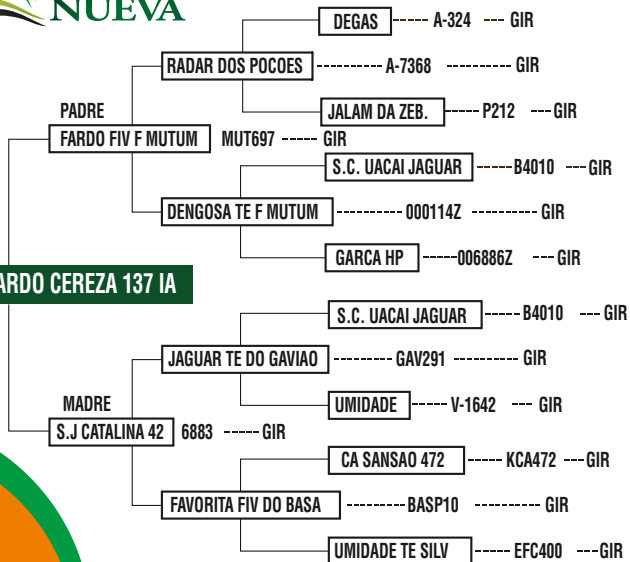 NUEVA
DEGAS ----- A-324 --- GIR
RADAR DOS POCOES ---------- A-7368 ---------- GIR
JALAM DA ZEB. ----- P212 --- GIR
PADRE
FARDO FIV F MUTUM MUT697 ----- GIR
S.C. UACAI JAGUAR -----B4010 --- GIR
DENGOSA TE F MUTUM ---------- 000114Z ---------- GIR
GARCA HP -----006886Z --- GIR
ARDO CEREZA 137 IA
S.C. UACAI JAGUAR ----- B4010 --- GIR
JAGUAR TE DO GAVIAO --------- GAV291 ---------- GIR
UMIDADE ----- V-1642 --- GIR
MADRE
S.J CATALINA 42 6883 ----- GIR
CA SANSAO 472 ----- KCA472 --- GIR
FAVORITA FIV DO BASA ---------BASP10 ---------- GIR
UMIDADE TE SILV ----- EFC400 ---GIR